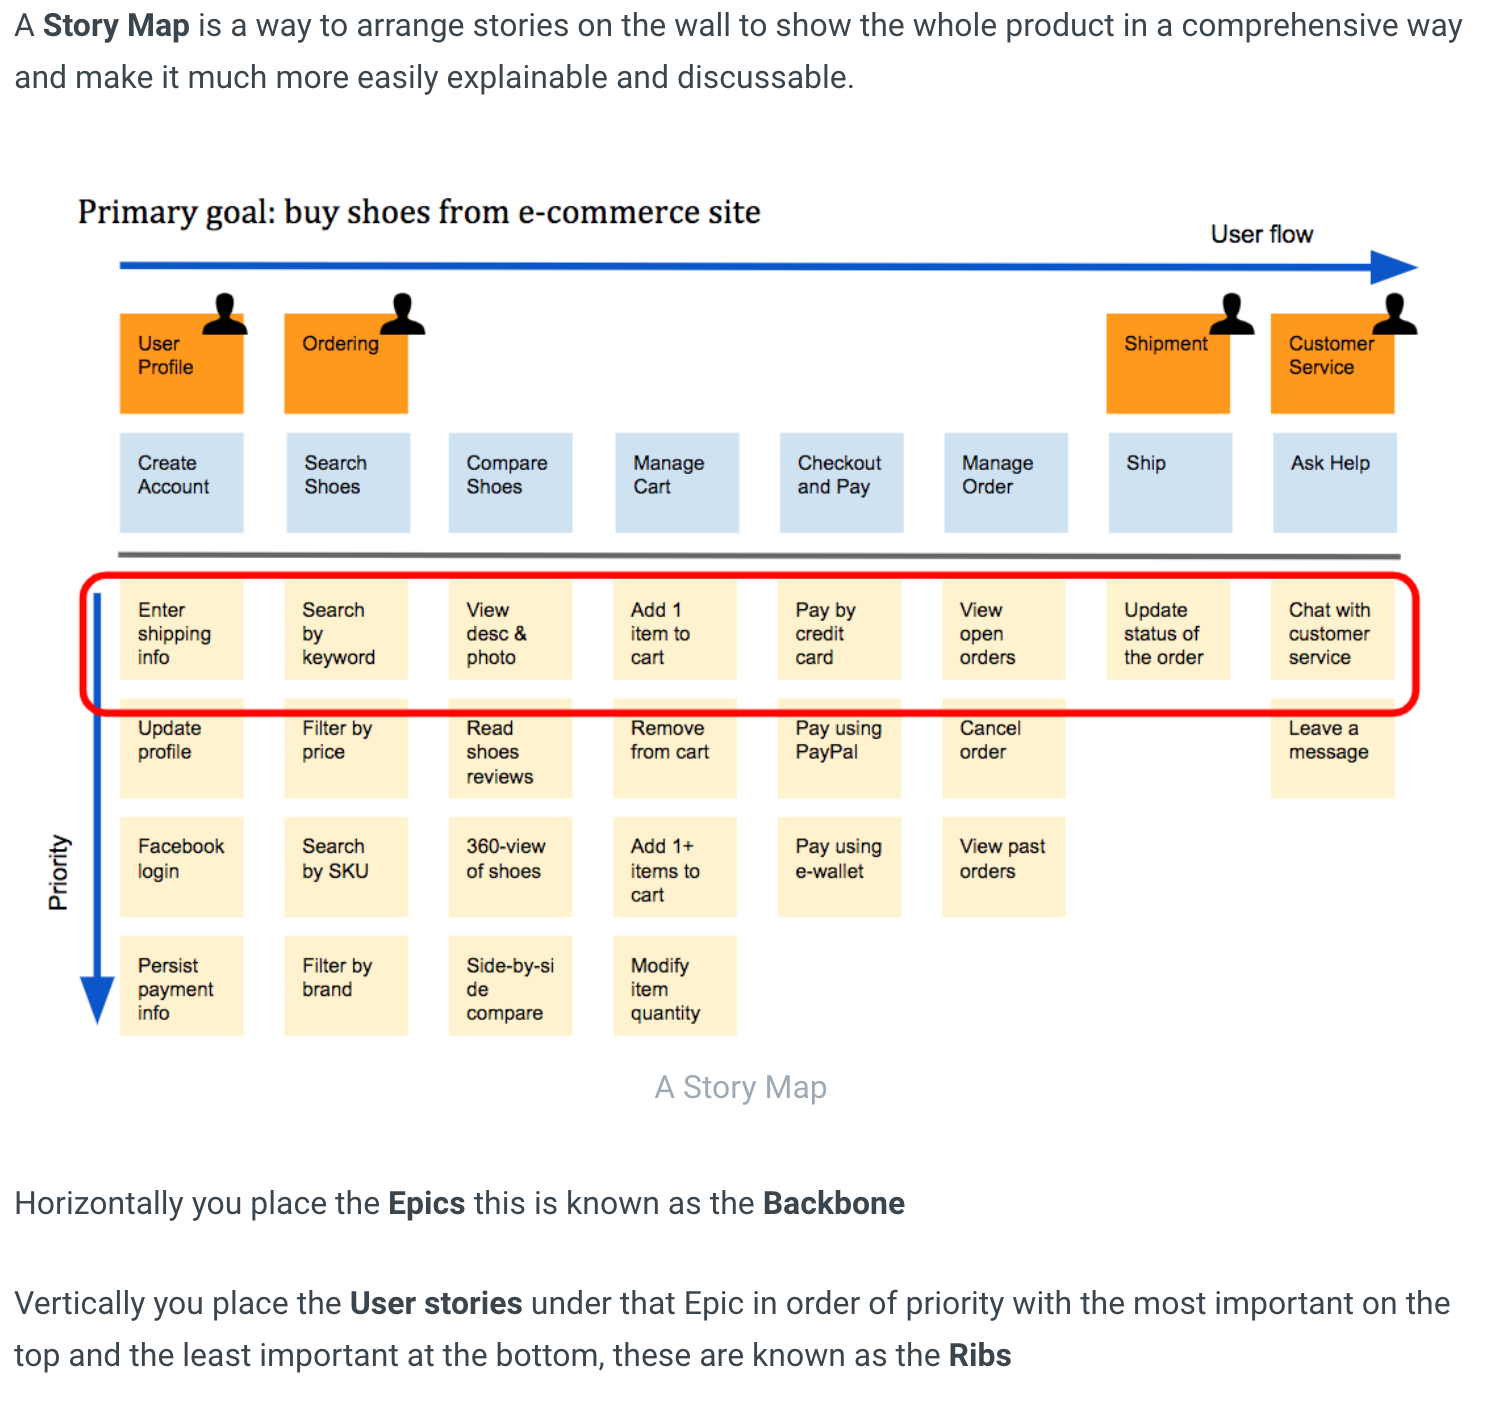 A Story Map is a way to arrange stories on the wall to show the whole product in a comprehensive way
and make it much more easily explainable and discussable.
Primary goal: buy shoes from e-commerce site
User flow
User
Profile
Ordering
Shipment
Customer
Service
Create
Account
Search
Shoes
Compare
Shoes
Manage
Cart
Checkout
and Pay
Manage
Order
Ship
Ask Help
Priority
Enter
shipping
info
Search
by
keyword
View
desc &
photo
Add 1
item to
cart
Pay by
credit
card
View
open
orders
Update
status of
the order
Chat with
customer
service
Update
profile
Filter by
price
Read
shoes
reviews
Remove
from cart
Pay using
PayPal
Cancel
order
Leave a
message
Facebook
login
Search
by SKU
360-view
of shoes
Add 1+
items to
cart
Pay using
e-wallet
View past
orders
Persist
payment
info
Filter by
brand
Side-by-si
de
compare
Modify
item
quantity
A Story Map
Horizontally you place the Epics this is known as the Backbone
Vertically you place the User stories under that Epic in order of priority with the most important on the
top and the least important at the bottom, these are known as the Ribs